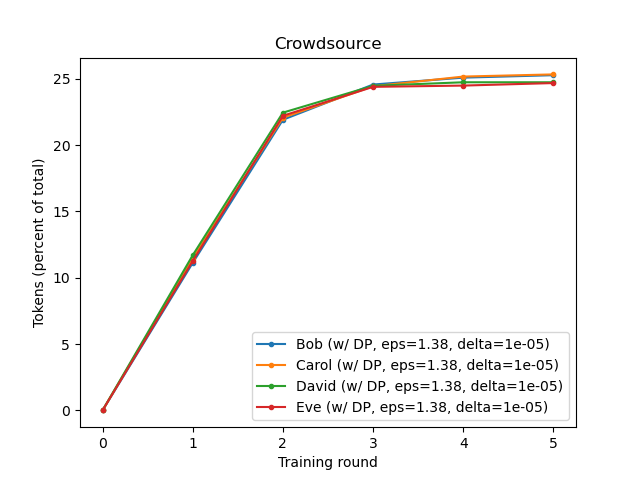 Crowdsource
Tokens (percent of total)
25
20
15
10
5
0
Bob (w/ DP, eps=1.38, delta=1e-05)
Carol (w/ DP, eps=1.38, delta=1e-05)
David (w/ DP, eps=1.38, delta=1e-05)
Eve (w/ DP, eps=1.38, delta=1e-05)
0 1 2 3 4 5
Training round